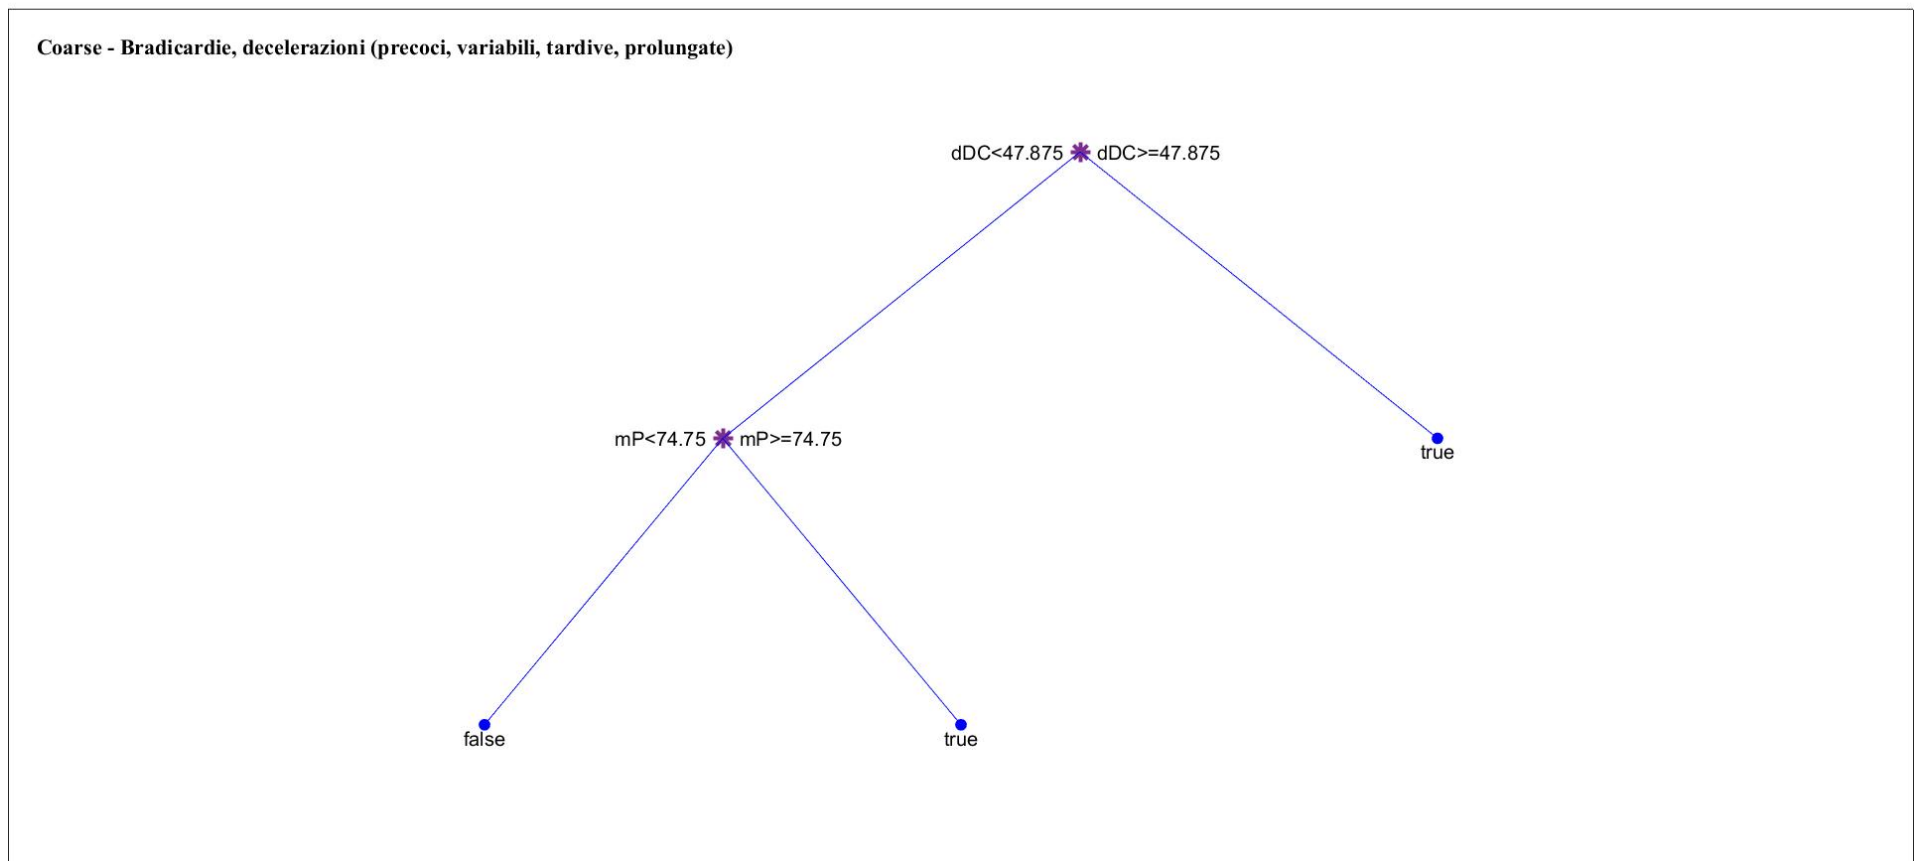 Coarse - Bradicardie, decelerazioni (precoci, variabili, tardive, prolungate)
dDC<47.875 dDC>=47.875
mP<74.75 mP>=74.75
true
false
true